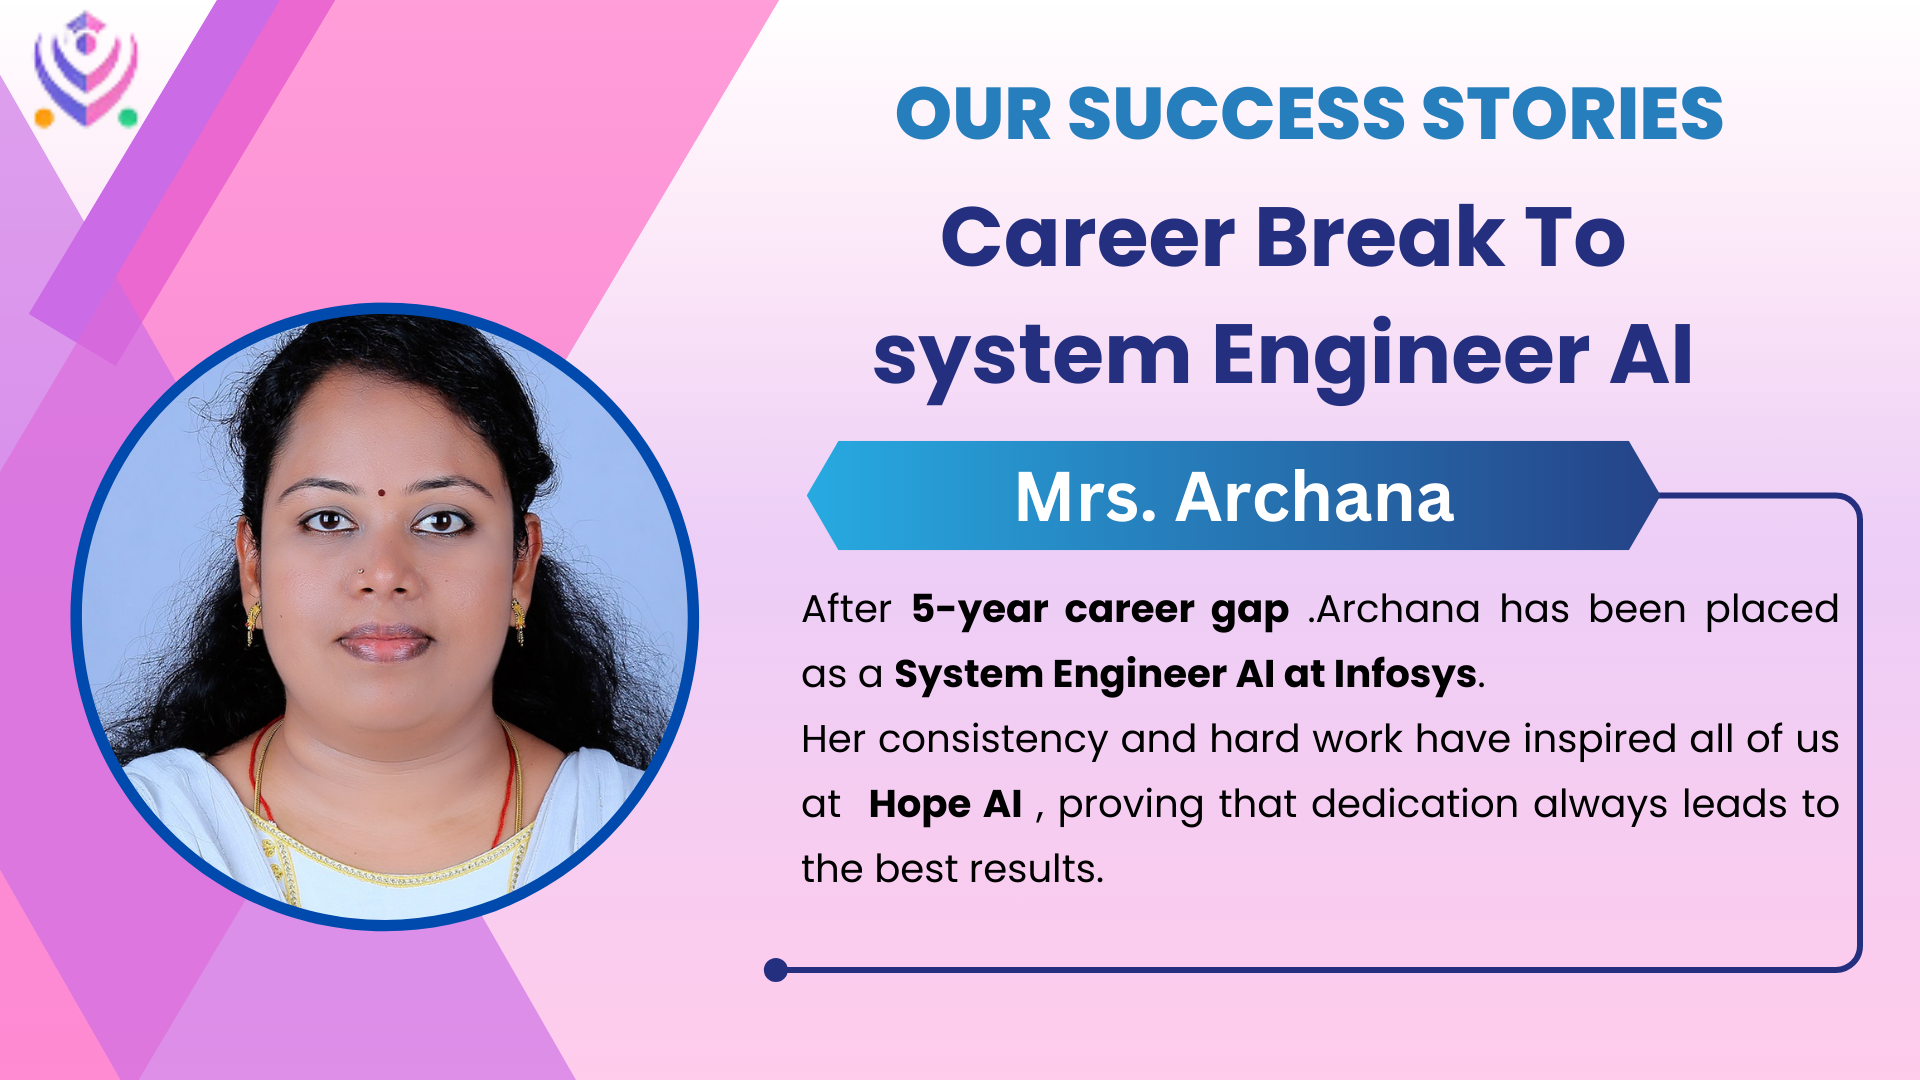 OUR SUCCESS STORIES
Career Break To
system Engineer AI
Mrs. Archana
After 5-year career gap .Archana has been placed
as a System Engineer AI at Infosys.
Her consistency and hard work have inspired all of us
at Hope AI , proving that dedication always leads to
the best results.